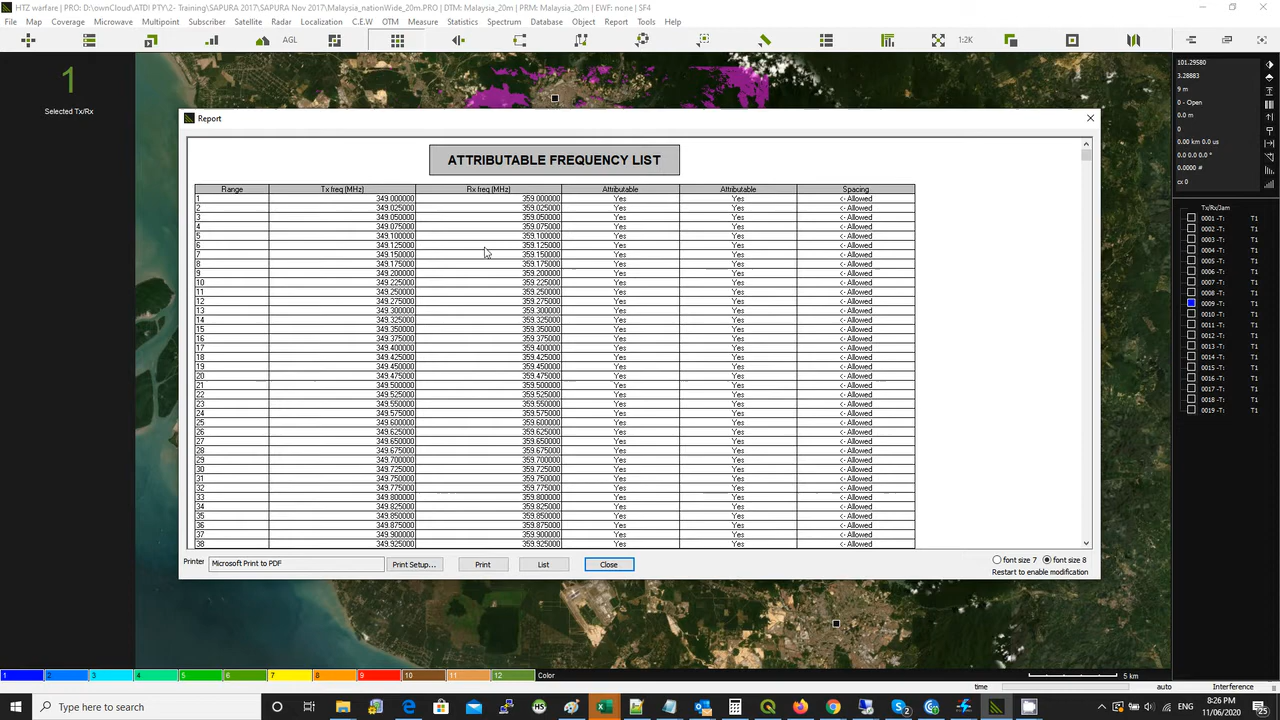 HTZ warfare | PRO: D:\ownCloud\ATDI PTY\2- Training\SAPURA 2017\SAPURA Nov 2017\Malaysia_nationWide_20m.PRO | DTM: Malaysia_20m | PRM: Malaysia_20m | EWF: none | SF4
File Map Coverage Microwave Multipoint Subscriber Satellite Radar Localization C.E.W OTM Measure Statistics Spectrum Database Object Report Tools Help
AGL 1:2K
1
Selected Tx/Rx
Report
ATTRIBUTABLE FREQUENCY LIST
Range Tx freq (MHz) Rx freq (MHz) Attributable Attributable Spacing
1 349.000000 359.000000 Yes Yes <- Allowed
2 349.025000 359.025000 Yes Yes <- Allowed
3 349.050000 359.050000 Yes Yes <- Allowed
4 349.075000 359.075000 Yes Yes <- Allowed
5 349.100000 359.100000 Yes Yes <- Allowed
6 349.125000 359.125000 Yes Yes <- Allowed
7 349.150000 359.150000 Yes Yes <- Allowed
8 349.175000 359.175000 Yes Yes <- Allowed
9 349.200000 359.200000 Yes Yes <- Allowed
10 349.225000 359.225000 Yes Yes <- Allowed
11 349.250000 359.250000 Yes Yes <- Allowed
12 349.275000 359.275000 Yes Yes <- Allowed
13 349.300000 359.300000 Yes Yes <- Allowed
14 349.325000 359.325000 Yes Yes <- Allowed
15 349.350000 359.350000 Yes Yes <- Allowed
16 349.375000 359.375000 Yes Yes <- Allowed
17 349.400000 359.400000 Yes Yes <- Allowed
18 349.425000 359.425000 Yes Yes <- Allowed
19 349.450000 359.450000 Yes Yes <- Allowed
20 349.475000 359.475000 Yes Yes <- Allowed
21 349.500000 359.500000 Yes Yes <- Allowed
22 349.525000 359.525000 Yes Yes <- Allowed
23 349.550000 359.550000 Yes Yes <- Allowed
24 349.575000 359.575000 Yes Yes <- Allowed
25 349.600000 359.600000 Yes Yes <- Allowed
26 349.625000 359.625000 Yes Yes <- Allowed
27 349.650000 359.650000 Yes Yes <- Allowed
28 349.675000 359.675000 Yes Yes <- Allowed
29 349.700000 359.700000 Yes Yes <- Allowed
30 349.725000 359.725000 Yes Yes <- Allowed
31 349.750000 359.750000 Yes Yes <- Allowed
32 349.775000 359.775000 Yes Yes <- Allowed
33 349.800000 359.800000 Yes Yes <- Allowed
34 349.825000 359.825000 Yes Yes <- Allowed
35 349.850000 359.850000 Yes Yes <- Allowed
36 349.875000 359.875000 Yes Yes <- Allowed
37 349.900000 359.900000 Yes Yes <- Allowed
38 349.925000 359.925000 Yes Yes <- Allowed
Printer Microsoft Print to PDF Print Setup... Print List Close font size 7 font size 8
Restart to enable modification
101.29580
3.28883
9 m
0 - Open
0.0 m
0
0.00 km 0.0 us
0.0 0.0 0.0 °
0.0000 #
cx 0
Tx/Rx/Jam
0001 -T: T1
0002 -T: T1
0003 -T: T1
0004 -T: T1
0005 -T: T1
0006 -T: T1
0007 -T: T1
0008 -T: T1
0009 -T: T1
0010 -T: T1
0011 -T: T1
0012 -T: T1
0013 -T: T1
0014 -T: T1
0015 -T: T1
0016 -T: T1
0017 -T: T1
0018 -T: T1
0019 -T: T1
1 2 3 4 5 6 7 8 9 10 11 12 Color 5 km
time auto Interference
Type here to search
ENG 8:26 PM
11/06/2020